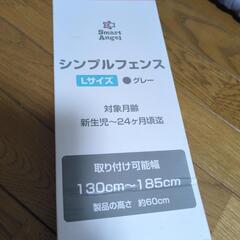 Smart
Angel
シンプルフェンス
Lサイズ
グレー
対象月齢
新生児〜24ヶ月頃迄
取り付け可能幅
130cm〜185cm
製品の高さ 約60cm